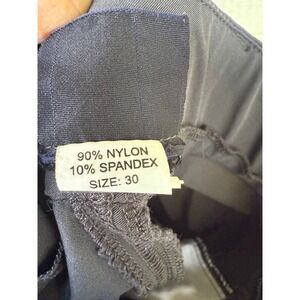 90% NYLON
10% SPANDEX
SIZE: 30